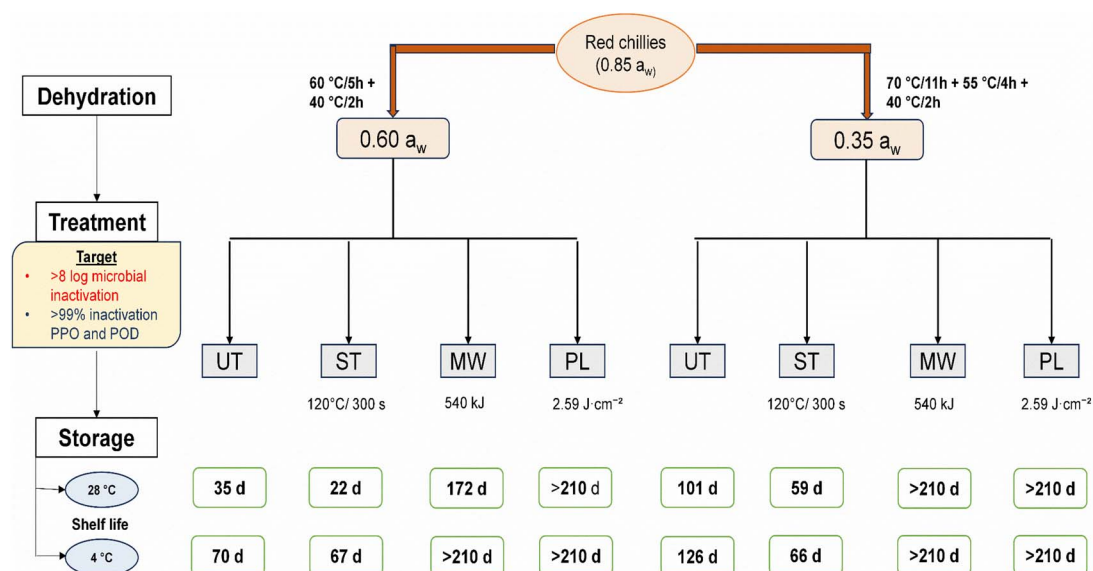 Red chillies
(0.85 a_w)
60 °C/5h +
40 °C/2h
70 °C/11h + 55 °C/4h +
40 °C/2h
Dehydration
0.60 a_w
0.35 a_w
Treatment
Target
• >8 log microbial
inactivation
• >99% inactivation
PPO and POD
UT
ST
MW
PL
UT
ST
MW
PL
120°C/ 300 s
540 kJ
2.59 J·cm⁻²
120°C/ 300 s
540 kJ
2.59 J·cm⁻²
Storage
28 °C
35 d
22 d
172 d
>210 d
101 d
59 d
>210 d
>210 d
Shelf life
4 °C
70 d
67 d
>210 d
>210 d
126 d
66 d
>210 d
>210 d